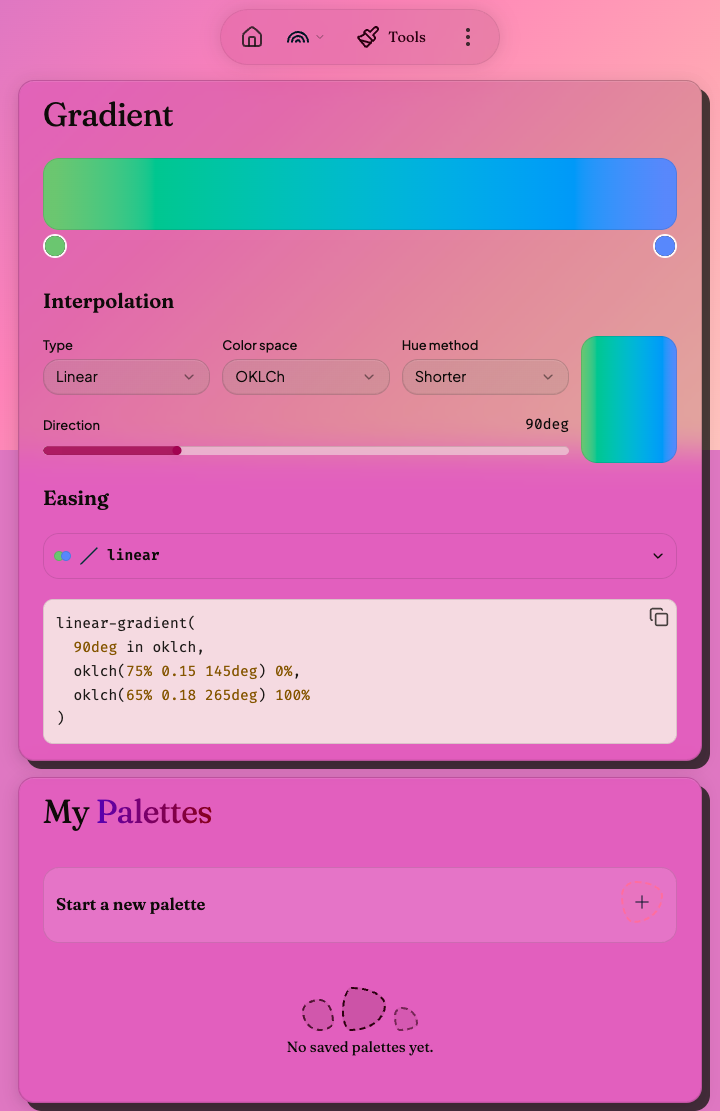 Tools
Gradient
Interpolation
Type
Color space
Hue method
Linear
OKLCh
Shorter
Direction
90deg
Easing
linear
linear-gradient(
  90deg in oklch,
  oklch(75% 0.15 145deg) 0%,
  oklch(65% 0.18 265deg) 100%
)
My Palettes
Start a new palette
No saved palettes yet.